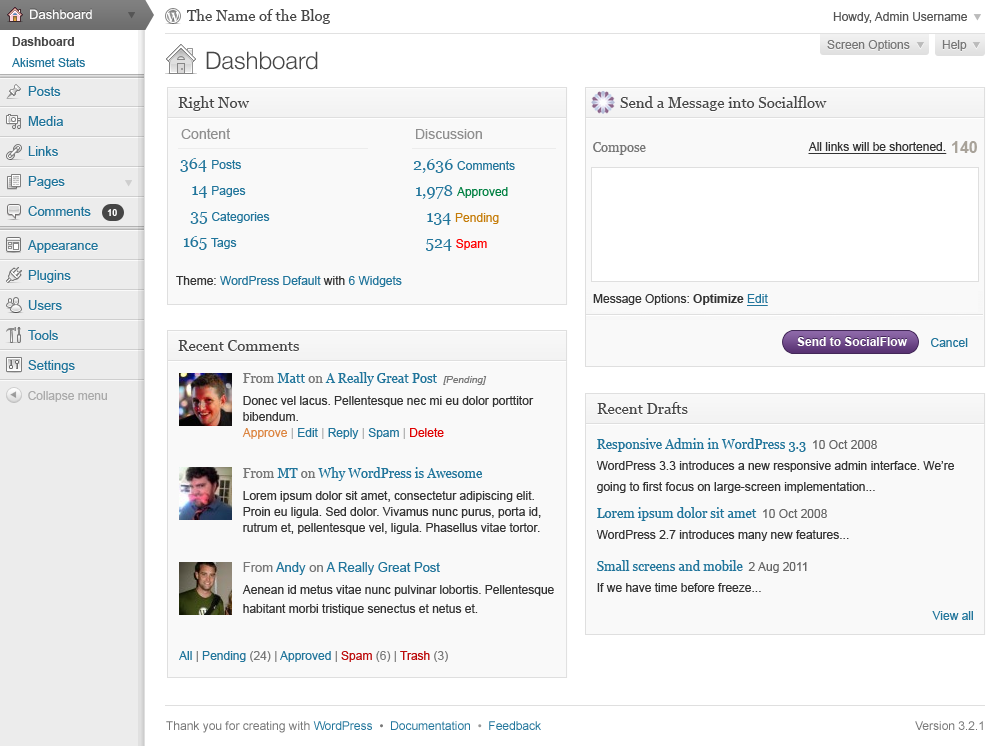 Dashboard
Dashboard
Akismet Stats
Posts
Media
Links
Pages
Comments 10
Appearance
Plugins
Users
Tools
Settings
Collapse menu
The Name of the Blog
Howdy, Admin Username
Screen Options
Help
Dashboard
Right Now
Content
364 Posts
14 Pages
35 Categories
165 Tags
Discussion
2,636 Comments
1,978 Approved
134 Pending
524 Spam
Theme: WordPress Default with 6 Widgets
Recent Comments
From Matt on A Really Great Post [Pending]
Donec vel lacus. Pellentesque nec mi eu dolor porttitor
bibendum.
Approve | Edit | Reply | Spam | Delete
From MT on Why WordPress is Awesome
Lorem ipsum dolor sit amet, consectetur adipiscing elit.
Proin eu ligula. Sed dolor. Vivamus nunc purus, porta id,
rutrum et, pellentesque vel, ligula. Phasellus vitae tortor.
From Andy on A Really Great Post
Aenean id metus vitae nunc pulvinar lobortis. Pellentesque
habitant morbi tristique senectus et netus et.
All | Pending (24) | Approved | Spam (6) | Trash (3)
Send a Message into Socialflow
Compose
All links will be shortened. 140
Message Options: Optimize Edit
Send to SocialFlow
Cancel
Recent Drafts
Responsive Admin in WordPress 3.3 10 Oct 2008
WordPress 3.3 introduces a new responsive admin interface. We're
going to first focus on large-screen implementation...
Lorem ipsum dolor sit amet 10 Oct 2008
WordPress 2.7 introduces many new features...
Small screens and mobile 2 Aug 2011
If we have time before freeze...
View all
Thank you for creating with WordPress • Documentation • Feedback
Version 3.2.1